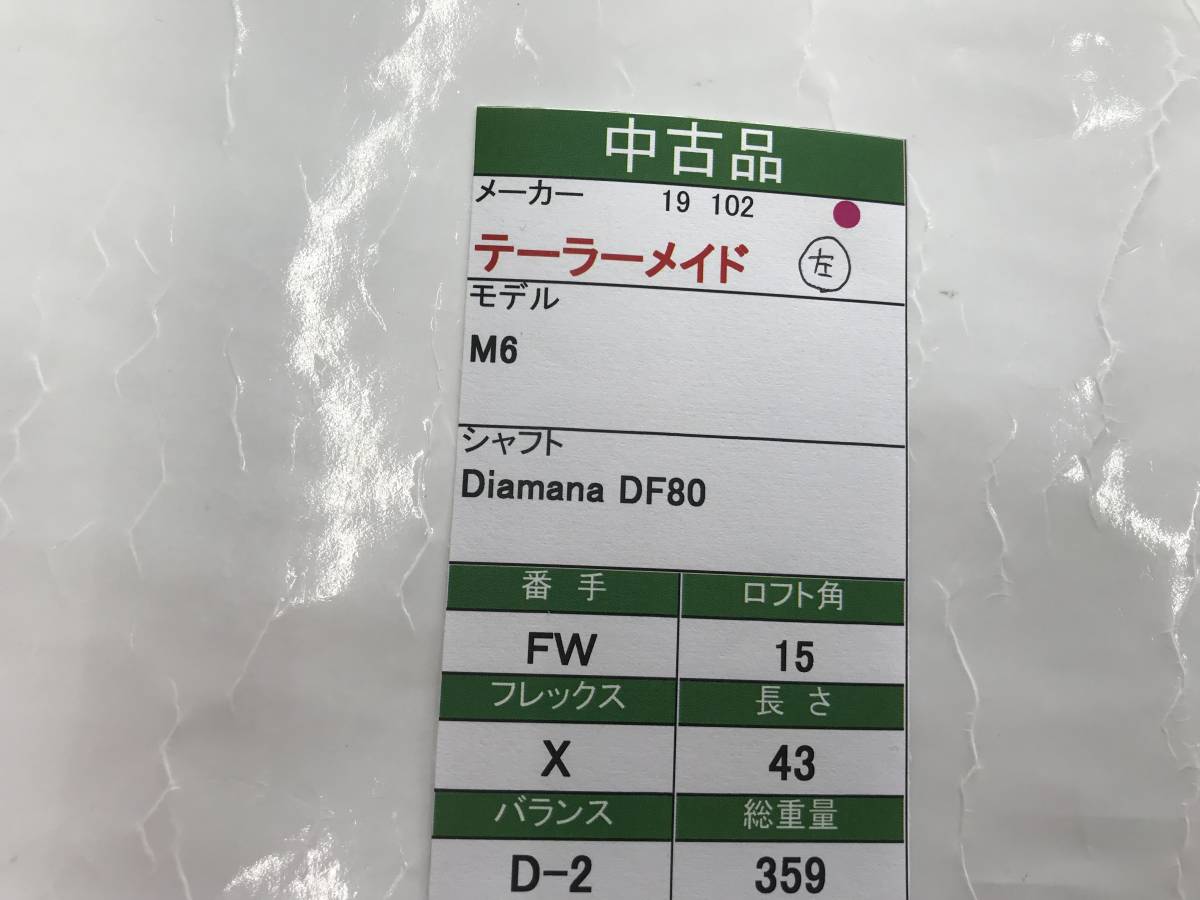 中古品
メーカー 19 102
テーラーメイド 左
モデル
M6
シャフト
Diamana DF80
番手 ロフト角
FW 15
フレックス 長さ
X 43
バランス 総重量
D-2 359